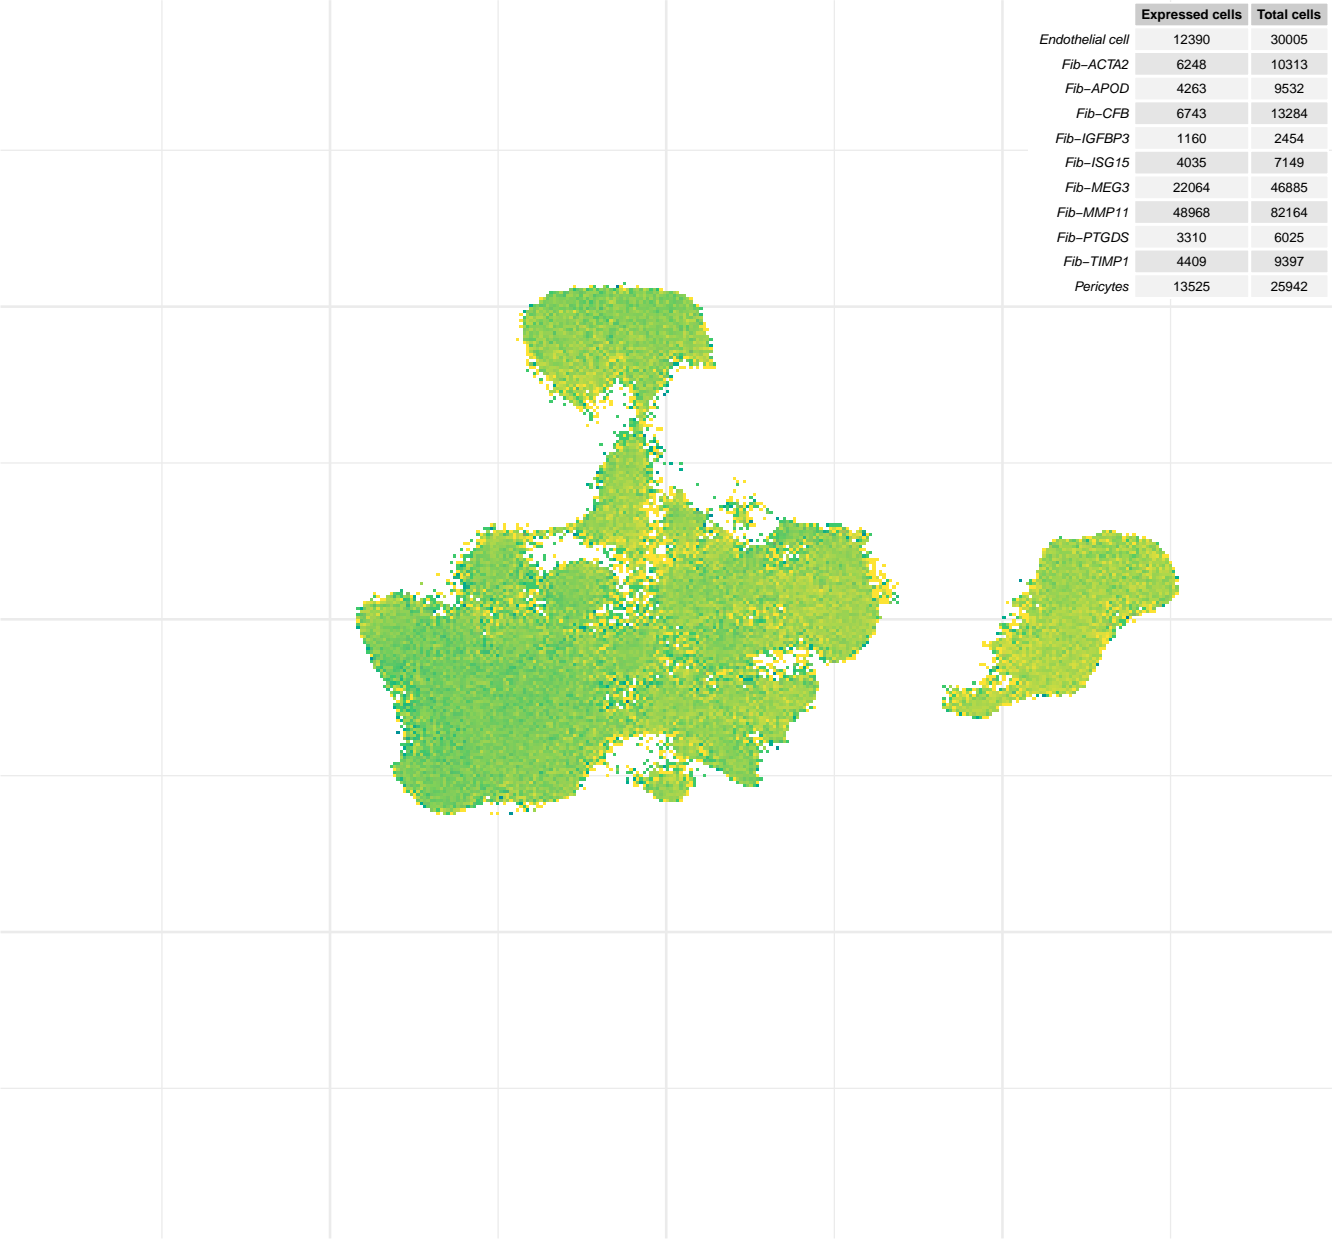 Expressed cells Total cells
Endothelial cell 12390 30005
Fib−ACTA2 6248 10313
Fib−APOD 4263 9532
Fib−CFB 6743 13284
Fib−IGFBP3 1160 2454
Fib−ISG15 4035 7149
Fib−MEG3 22064 46885
Fib−MMP11 48968 82164
Fib−PTGDS 3310 6025
Fib−TIMP1 4409 9397
Pericytes 13525 25942